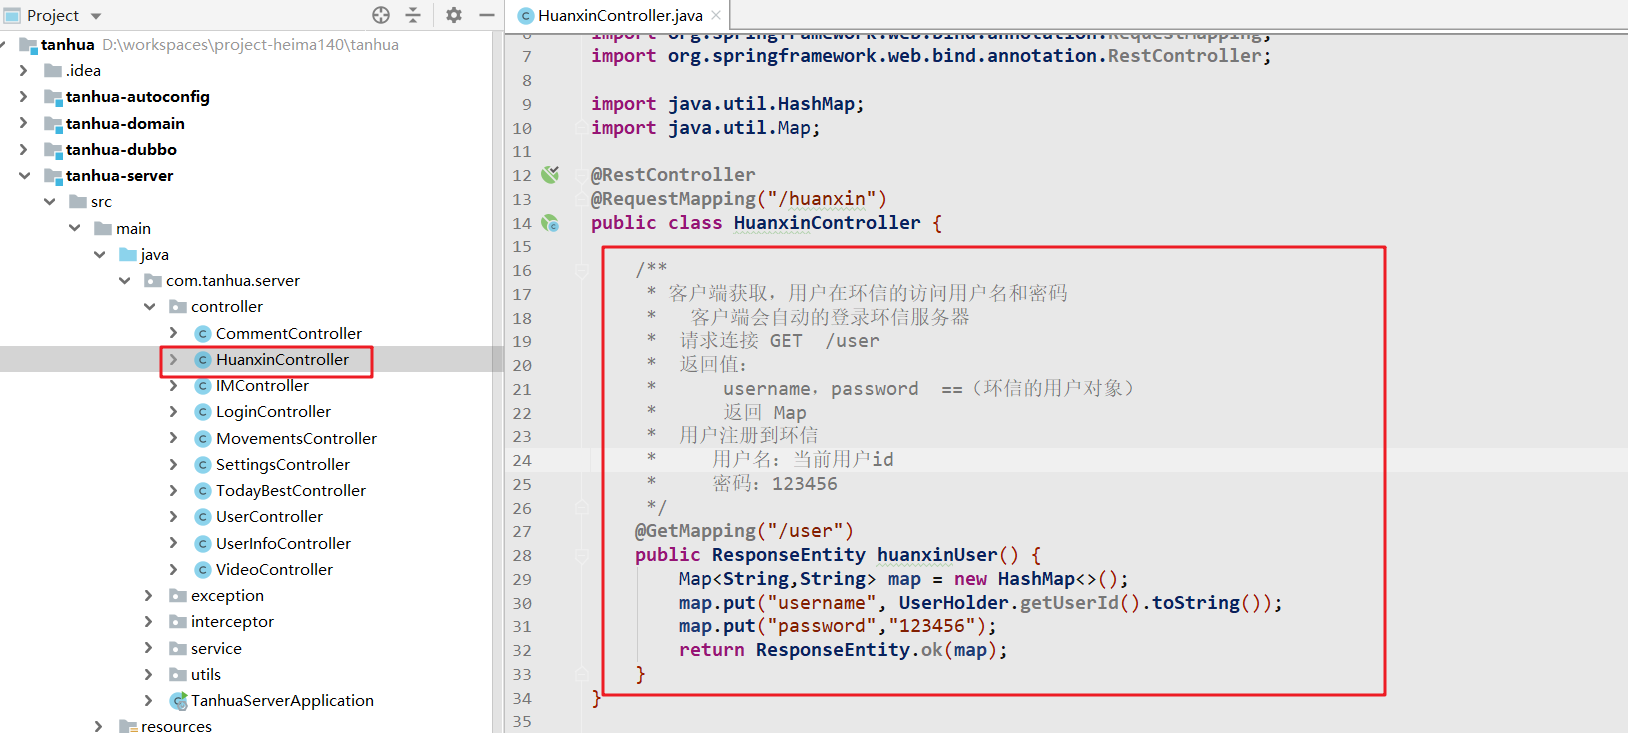 Project
tanhua D:\workspaces\project-heima140\tanhua
.idea
tanhua-autoconfig
tanhua-domain
tanhua-dubbo
tanhua-server
src
main
java
com.tanhua.server
controller
CommentController
HuanxinController
IMController
LoginController
MovementsController
SettingsController
TodayBestController
UserController
UserInfoController
VideoController
exception
interceptor
service
utils
TanhuaServerApplication
resources
HuanxinController.java
6 import org.springframework.web.bind.annotation.RequestMapping;
7 import org.springframework.web.bind.annotation.RestController;
8
9 import java.util.HashMap;
10 import java.util.Map;
11
12 @RestController
13 @RequestMapping("/huanxin")
14 public class HuanxinController {
15
16 /**
17 * 客户端获取，用户在环信的访问用户名和密码
18 * 客户端会自动的登录环信服务器
19 * 请求连接 GET /user
20 * 返回值：
21 * username，password ==（环信的用户对象）
22 * 返回 Map
23 * 用户注册到环信
24 * 用户名：当前用户id
25 * 密码：123456
26 */
27 @GetMapping("/user")
28 public ResponseEntity huanxinUser() {
29 Map<String,String> map = new HashMap<>();
30 map.put("username", UserHolder.getUserId().toString());
31 map.put("password","123456");
32 return ResponseEntity.ok(map);
33 }
34 }
35